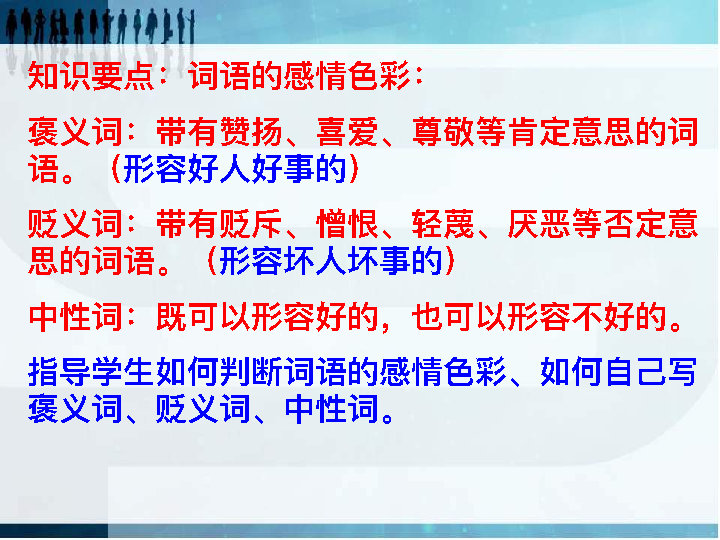 知识要点：词语的感情色彩：
褒义词：带有赞扬、喜爱、尊敬等肯定意思的词
语。（形容好人好事的）
贬义词：带有贬斥、憎恨、轻蔑、厌恶等否定意
思的词语。（形容坏人坏事的）
中性词：既可以形容好的，也可以形容不好的。
指导学生如何判断词语的感情色彩、如何自己写
褒义词、贬义词、中性词。